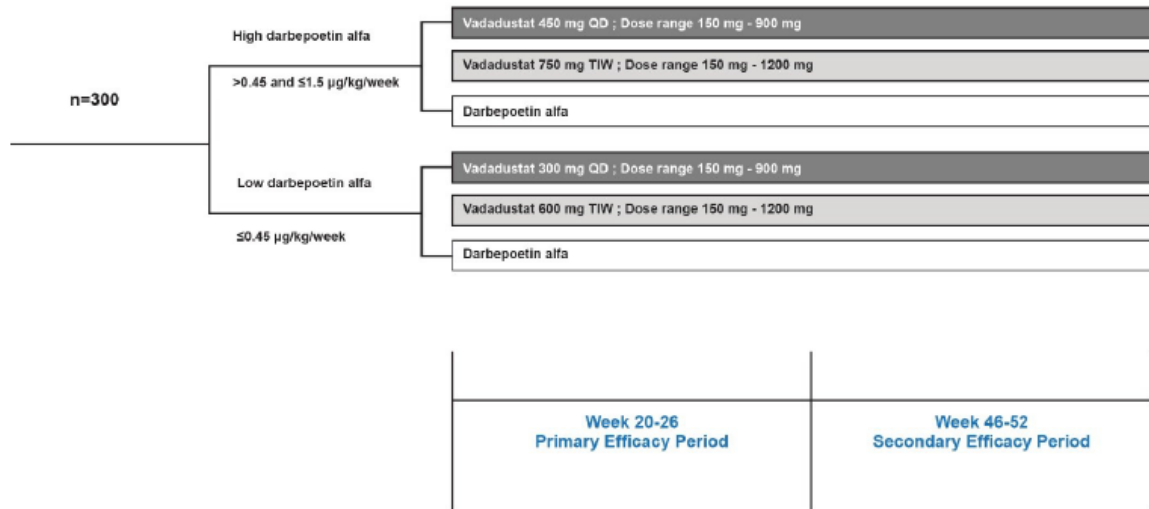 n=300
High darbepoetin alfa
>0.45 and ≤1.5 µg/kg/week
Vadadustat 450 mg QD ; Dose range 150 mg - 900 mg
Vadadustat 750 mg TIW ; Dose range 150 mg - 1200 mg
Darbepoetin alfa
Low darbepoetin alfa
≤0.45 µg/kg/week
Vadadustat 300 mg QD ; Dose range 150 mg - 900 mg
Vadadustat 600 mg TIW ; Dose range 150 mg - 1200 mg
Darbepoetin alfa
Week 20-26
Primary Efficacy Period
Week 46-52
Secondary Efficacy Period